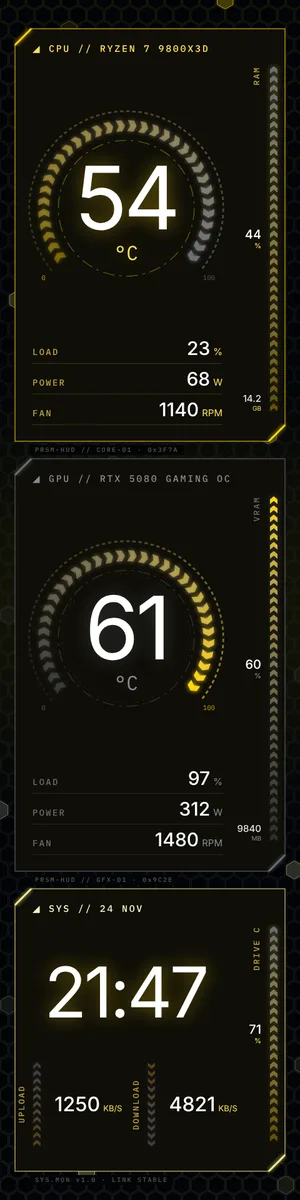 CPU // RYZEN 7 9800X3D
RAM
54
°C
0 100
44
%
LOAD 23 %
POWER 68 W
FAN 1140 RPM
14.2
GB
PRSM-HUD // CORE-01 · 0x3F7A
GPU // RTX 5080 GAMING OC
VRAM
61
°C
0 100
60
%
LOAD 97 %
POWER 312 W
FAN 1480 RPM
9840
MB
PRSM-HUD // GFX-01 · 0x9C2E
SYS // 24 NOV
DRIVE C
21:47
71
%
UPLOAD
1250 KB/S
DOWNLOAD
4821 KB/S
SYS.MON v1.0 · LINK STABLE